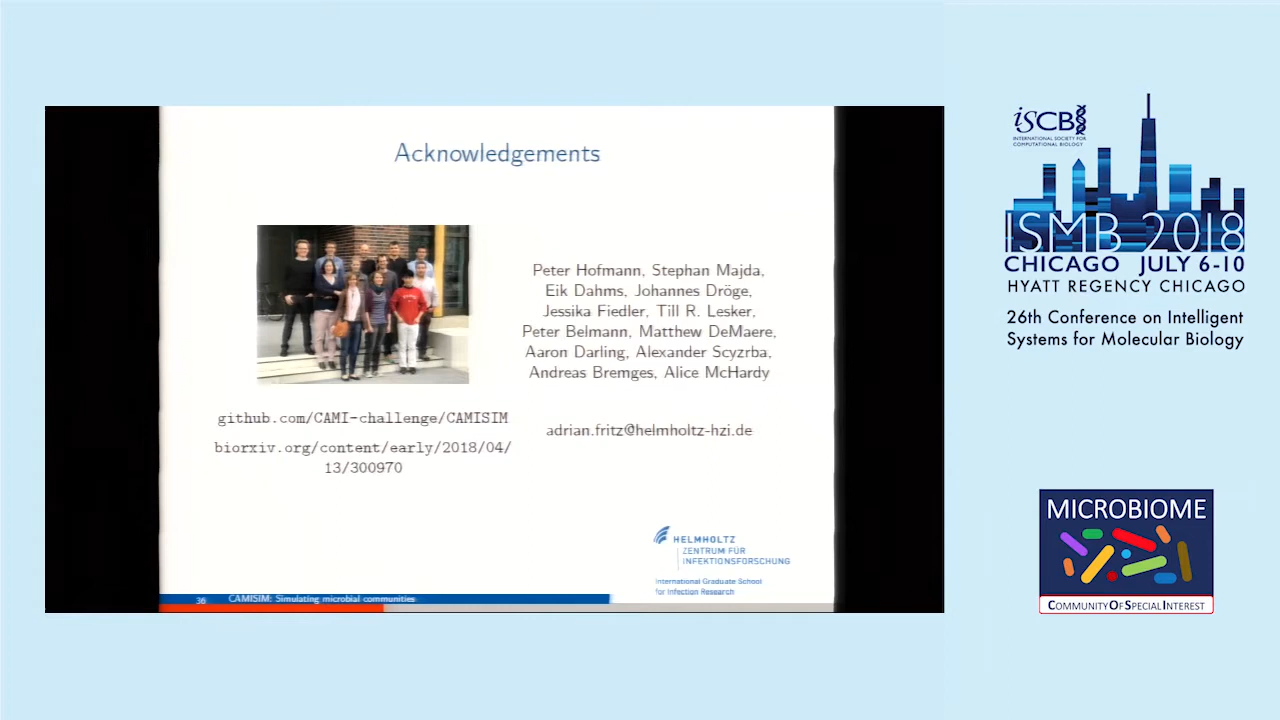 Acknowledgements
Peter Hofmann, Stephan Majda,
Eik Dahms, Johannes Dröge,
Jessika Fiedler, Till R. Lesker,
Peter Belmann, Matthew DeMaere,
Aaron Darling, Alexander Scyzrba,
Andreas Bremges, Alice McHardy
github.com/CAMI-challenge/CAMISIM
biorxiv.org/content/early/2018/04/
13/300970
adrian.fritz@helmholtz-hzi.de
HELMHOLTZ
ZENTRUM FÜR
INFEKTIONSFORSCHUNG
International Graduate School
for Infection Research
36 CAMISIM: Simulating microbial communities
ISCB
INTERNATIONAL SOCIETY FOR
COMPUTATIONAL BIOLOGY
ISMB 2018
CHICAGO JULY 6-10
HYATT REGENCY CHICAGO
26th Conference on Intelligent
Systems for Molecular Biology
MICROBIOME
COMMUNITY OF SPECIAL INTEREST